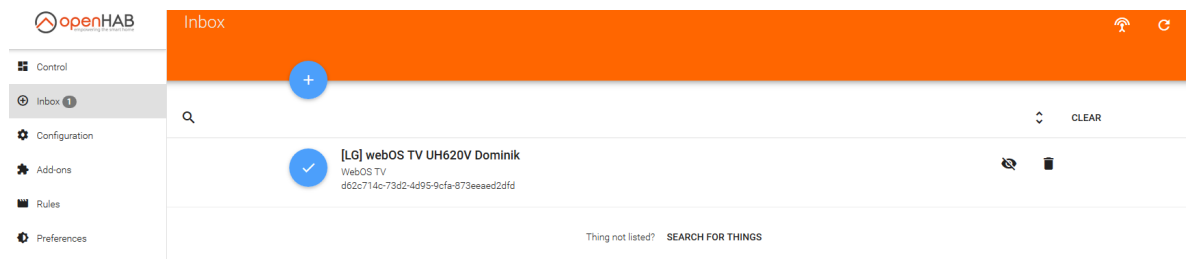 openHAB
empowering the smart home
Inbox
Control
Inbox 1
Configuration
Add-ons
Rules
Preferences
CLEAR
[LG] webOS TV UH620V Dominik
WebOS TV
d62c714c-73d2-4d95-9cfa-873eeaed2dfd
Thing not listed? SEARCH FOR THINGS